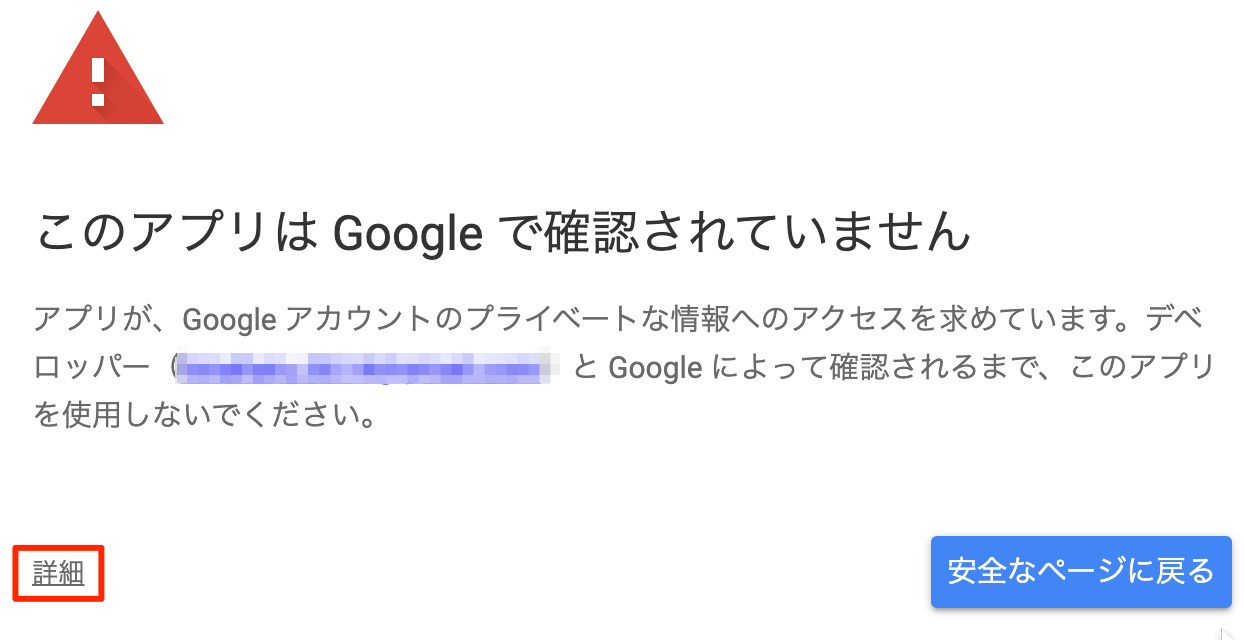 このアプリは Google で確認されていません
アプリが、Google アカウントのプライベートな情報へのアクセスを求めています。デベ
ロッパー（ と Google によって確認されるまで、このアプリ
を使用しないでください。
詳細
安全なページに戻る